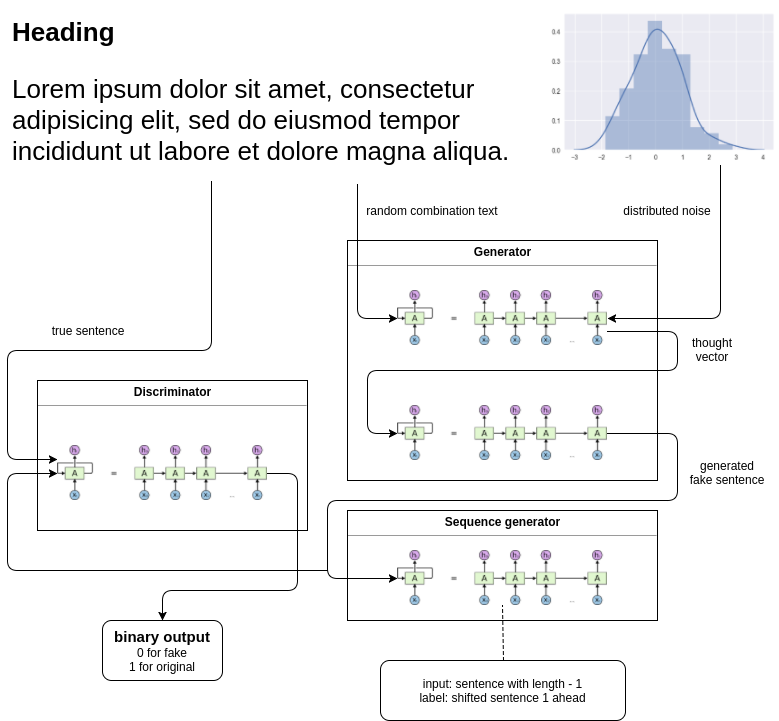 Heading
Lorem ipsum dolor sit amet, consectetur
adipisicing elit, sed do eiusmod tempor
incididunt ut labore et dolore magna aliqua.
0.4
0.3
0.2
0.1
0.0
-3 -2 -1 0 1 2 3 4
random combination text
distributed noise
Generator
A = A A A ... A
thought
vector
A = A A A ... A
generated
fake sentence
true sentence
Discriminator
A = A A A ... A
Sequence generator
A = A A A ... A
binary output
0 for fake
1 for original
input: sentence with length - 1
label: shifted sentence 1 ahead